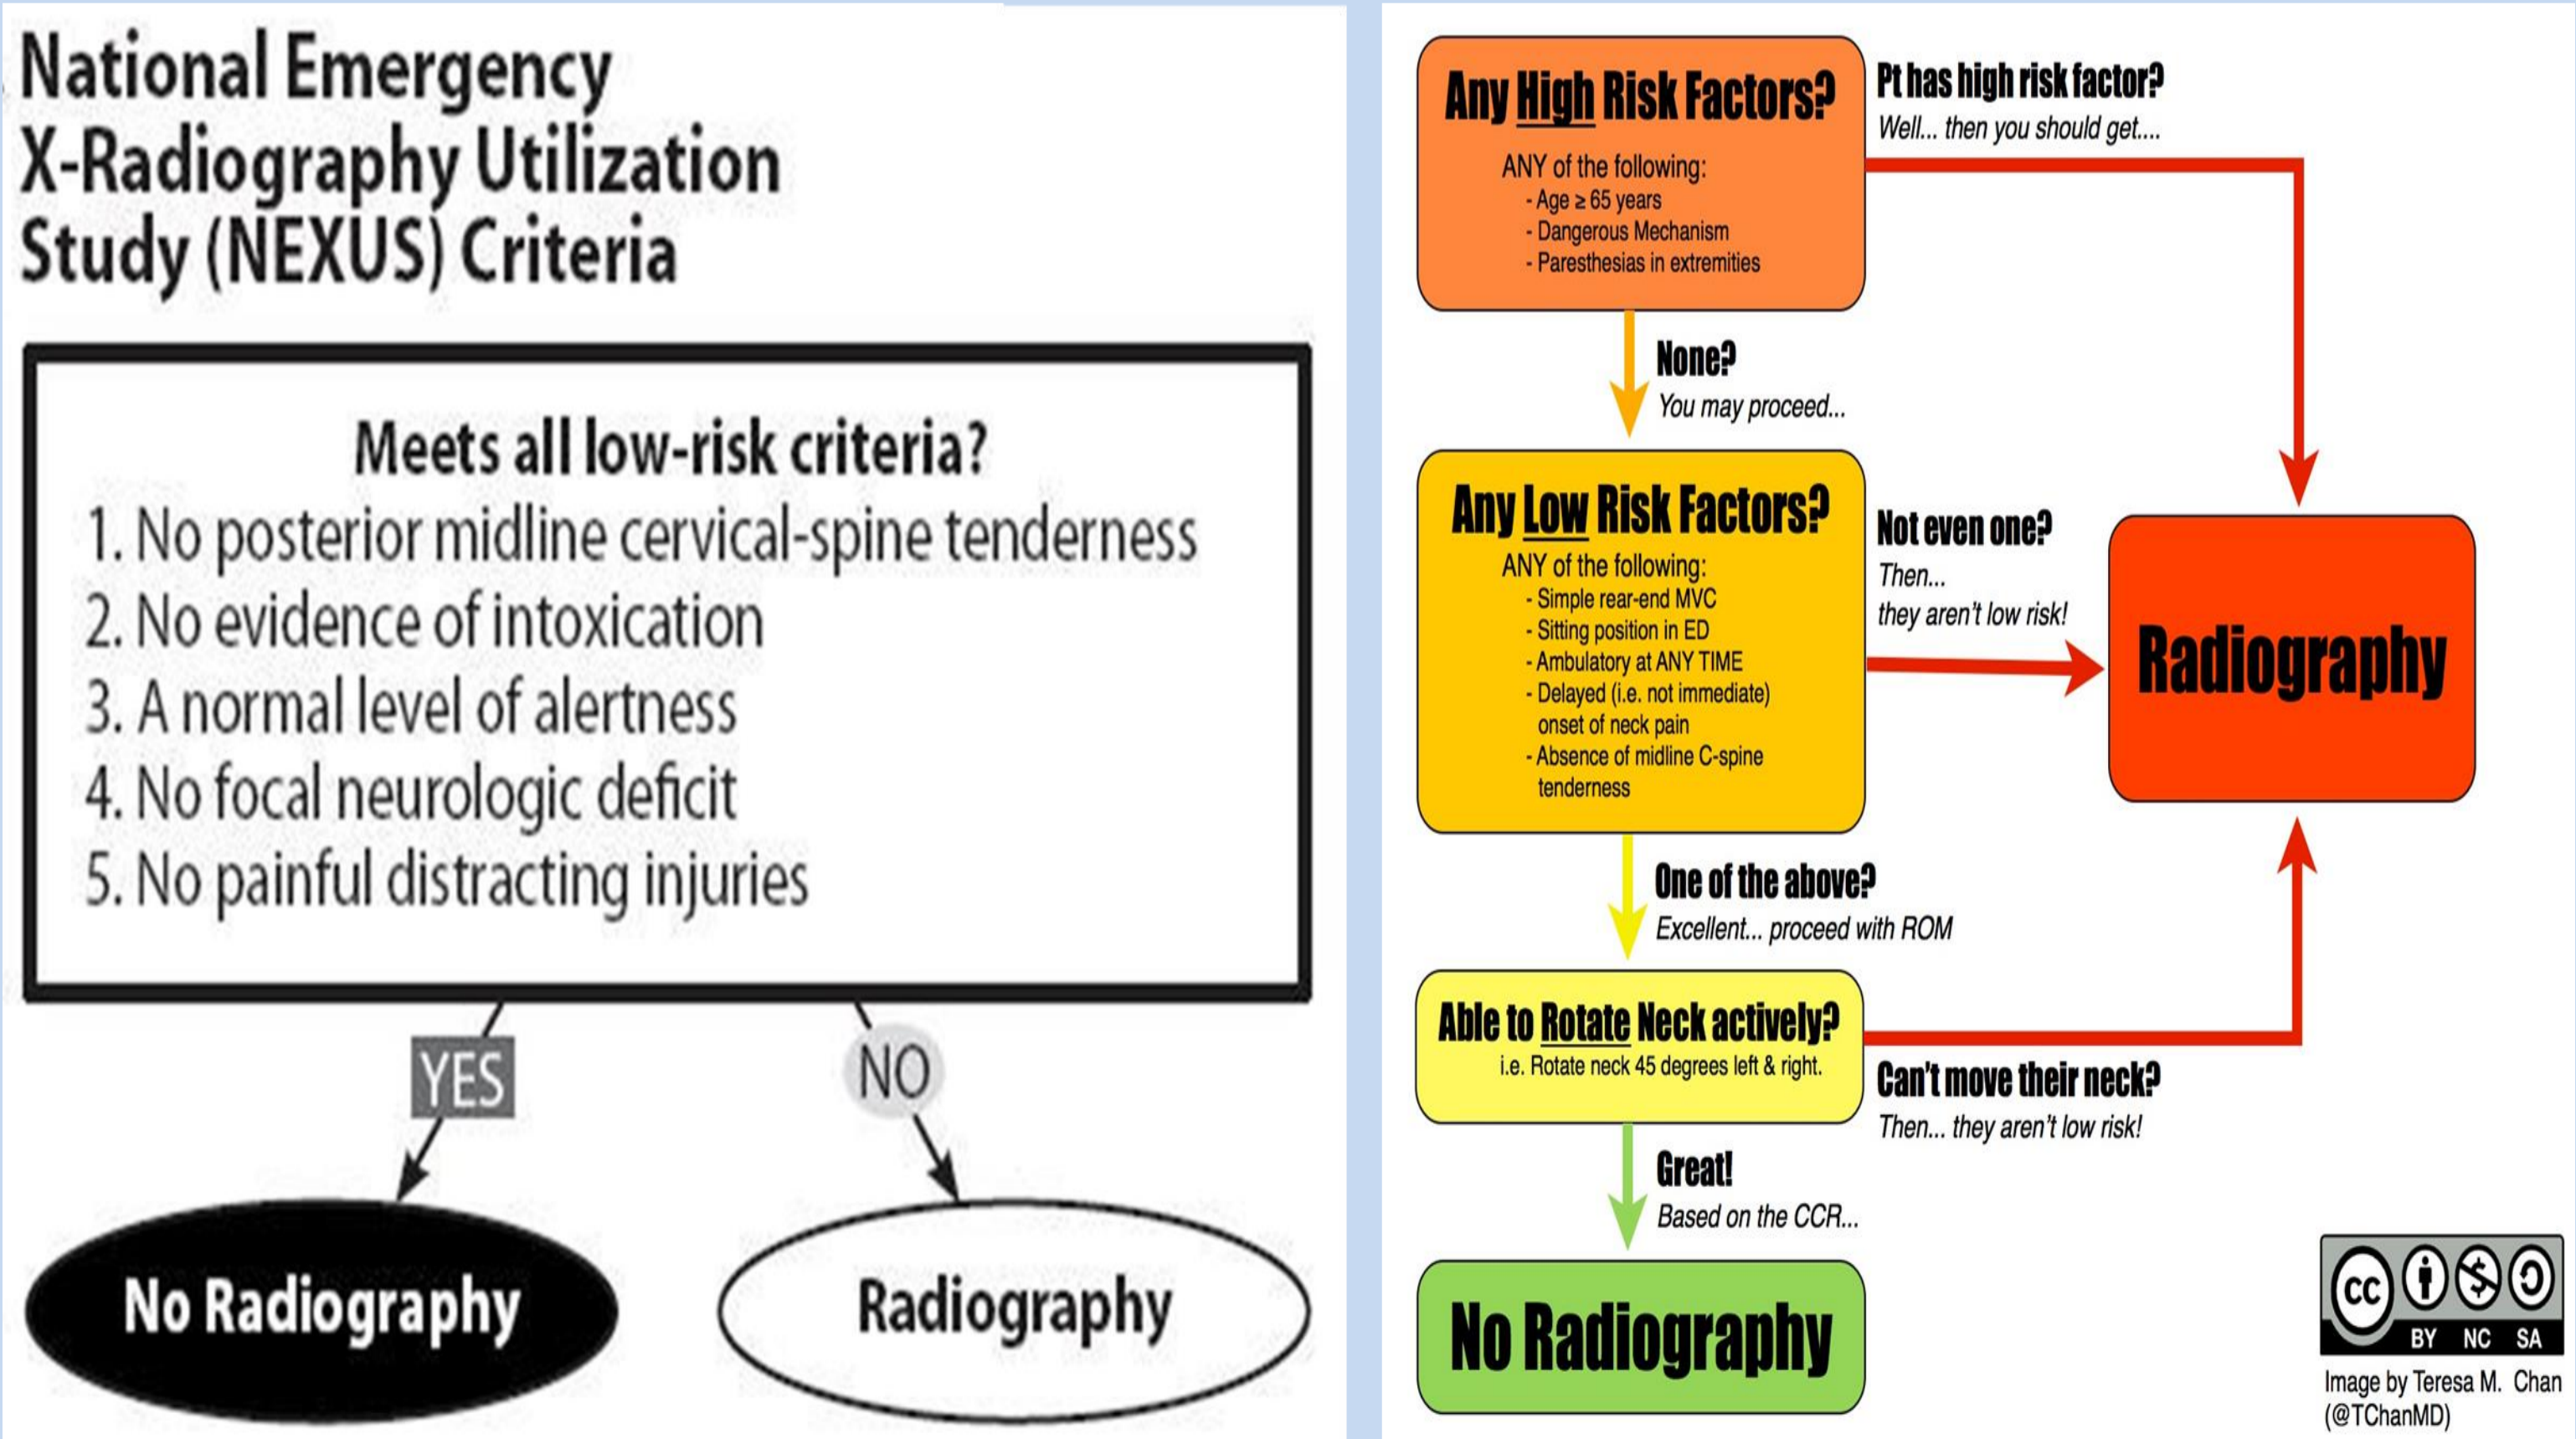 National Emergency
X-Radiography Utilization
Study (NEXUS) Criteria
Meets all low-risk criteria?
1. No posterior midline cervical-spine tenderness
2. No evidence of intoxication
3. A normal level of alertness
4. No focal neurologic deficit
5. No painful distracting injuries
YES
NO
No Radiography
Radiography
Any High Risk Factors?
ANY of the following:
- Age ≥ 65 years
- Dangerous Mechanism
- Paresthesias in extremities
Pt has high risk factor?
Well... then you should get....
None?
You may proceed...
Any Low Risk Factors?
ANY of the following:
- Simple rear-end MVC
- Sitting position in ED
- Ambulatory at ANY TIME
- Delayed (i.e. not immediate)
onset of neck pain
- Absence of midline C-spine
tenderness
Not even one?
Then...
they aren't low risk!
Radiography
One of the above?
Excellent... proceed with ROM
Able to Rotate Neck actively?
i.e. Rotate neck 45 degrees left & right.
Can't move their neck?
Then... they aren't low risk!
Great!
Based on the CCR...
No Radiography
cc
BY NC SA
Image by Teresa M. Chan
(@TChanMD)